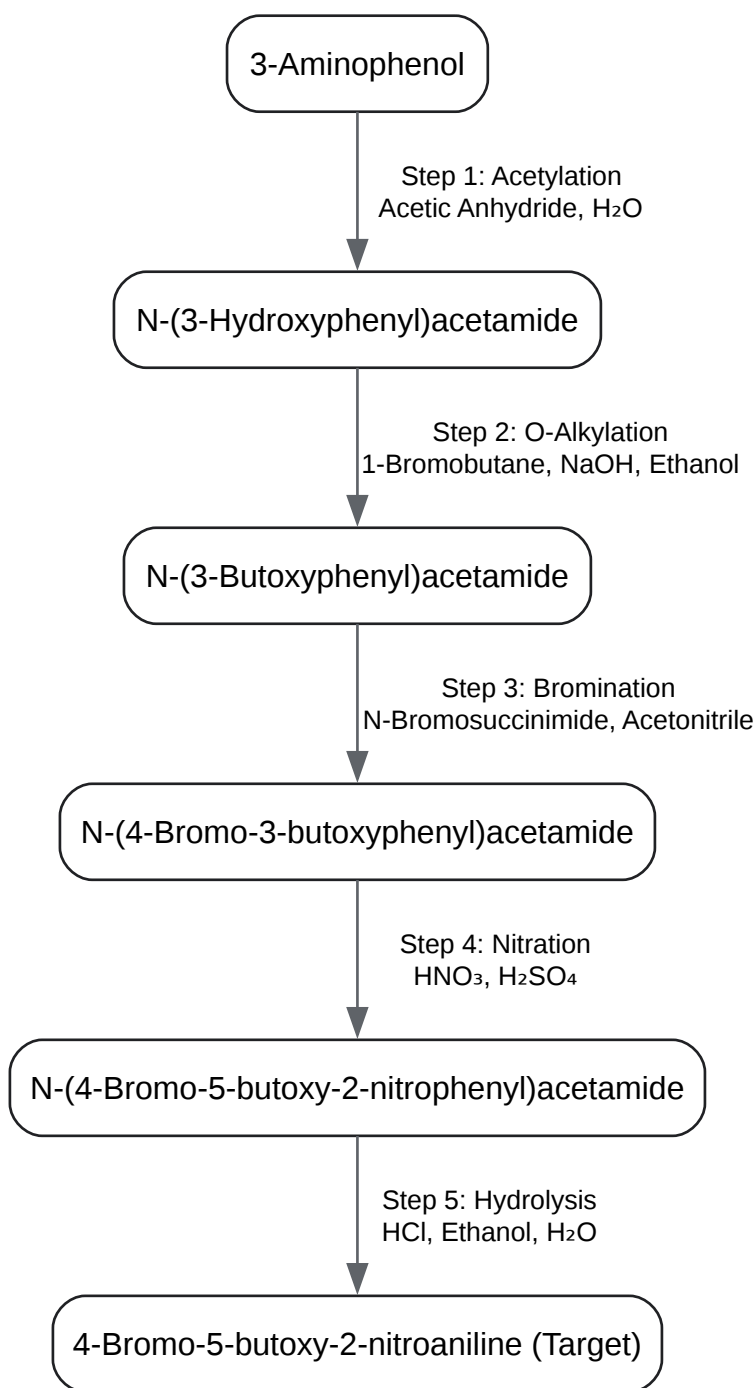 3-Aminophenol
Step 1: Acetylation
Acetic Anhydride, H₂O
N-(3-Hydroxyphenyl)acetamide
Step 2: O-Alkylation
1-Bromobutane, NaOH, Ethanol
N-(3-Butoxyphenyl)acetamide
Step 3: Bromination
N-Bromosuccinimide, Acetonitrile
N-(4-Bromo-3-butoxyphenyl)acetamide
Step 4: Nitration
HNO₃, H₂SO₄
N-(4-Bromo-5-butoxy-2-nitrophenyl)acetamide
Step 5: Hydrolysis
HCl, Ethanol, H₂O
4-Bromo-5-butoxy-2-nitroaniline (Target)